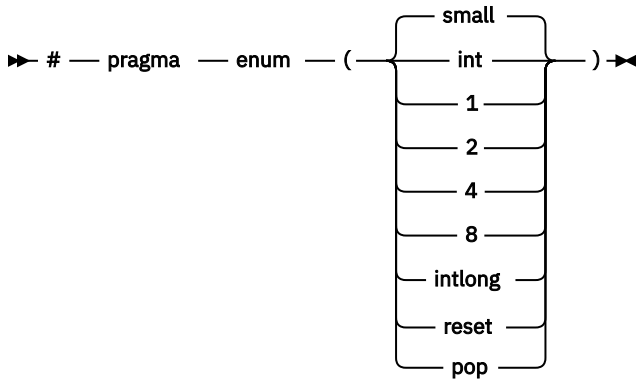 small
# pragma enum ( int )
1
2
4
8
intlong
reset
pop